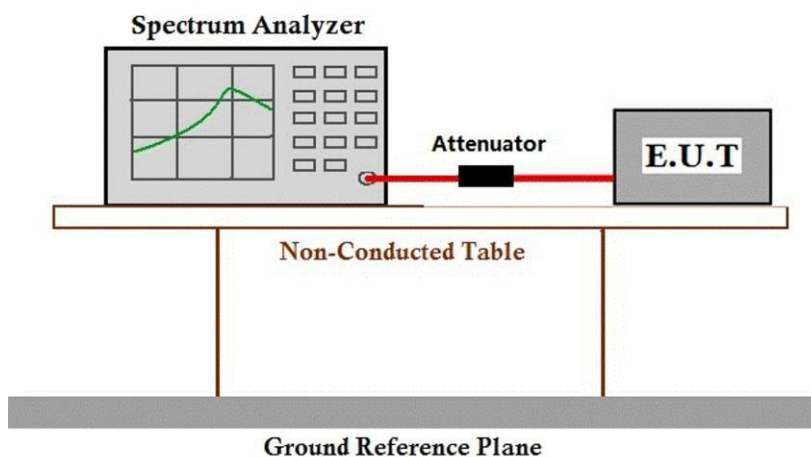 Spectrum Analyzer
Attenuator
E.U.T
Non-Conducted Table
Ground Reference Plane